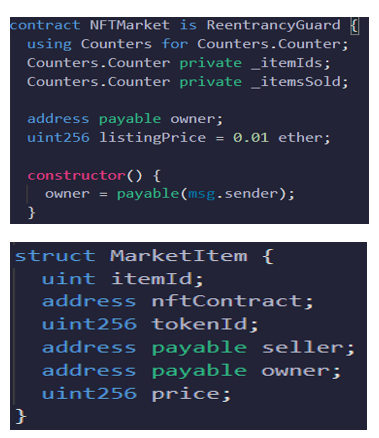 contract NFTMarket is ReentrancyGuard {
using Counters for Counters.Counter;
Counters.Counter private _itemIds;
Counters.Counter private _itemsSold;
address payable owner;
uint256 listingPrice = 0.01 ether;
constructor() {
owner = payable(msg.sender);
}
struct MarketItem {
uint itemId;
address nftContract;
uint256 tokenId;
address payable seller;
address payable owner;
uint256 price;
}